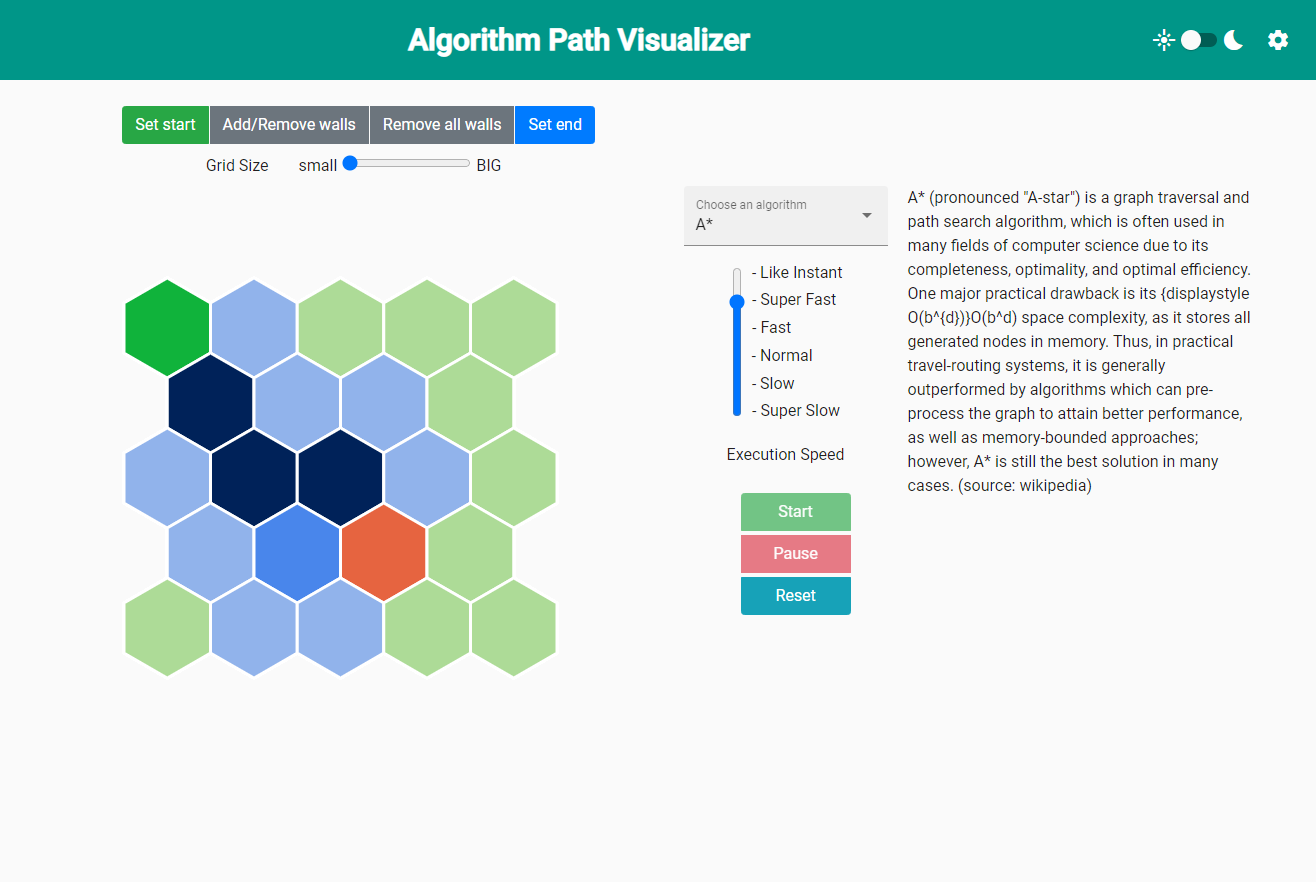 Algorithm Path Visualizer
Set start
Add/Remove walls
Remove all walls
Set end
Grid Size
small
BIG
Choose an algorithm
A*
- Like Instant
- Super Fast
- Fast
- Normal
- Slow
- Super Slow
Execution Speed
Start
Pause
Reset
A* (pronounced "A-star") is a graph traversal and
path search algorithm, which is often used in
many fields of computer science due to its
completeness, optimality, and optimal efficiency.
One major practical drawback is its {displaystyle
O(b^{d})}O(b^d) space complexity, as it stores all
generated nodes in memory. Thus, in practical
travel-routing systems, it is generally
outperformed by algorithms which can pre-
process the graph to attain better performance,
as well as memory-bounded approaches;
however, A* is still the best solution in many
cases. (source: wikipedia)